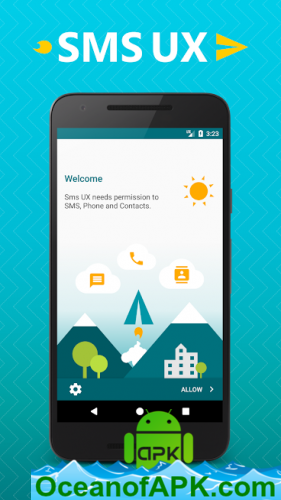 SMS UX
3:23
Welcome
Sms UX needs permission to
SMS, Phone and Contacts.
ALLOW
APK
OceanofAPK.com